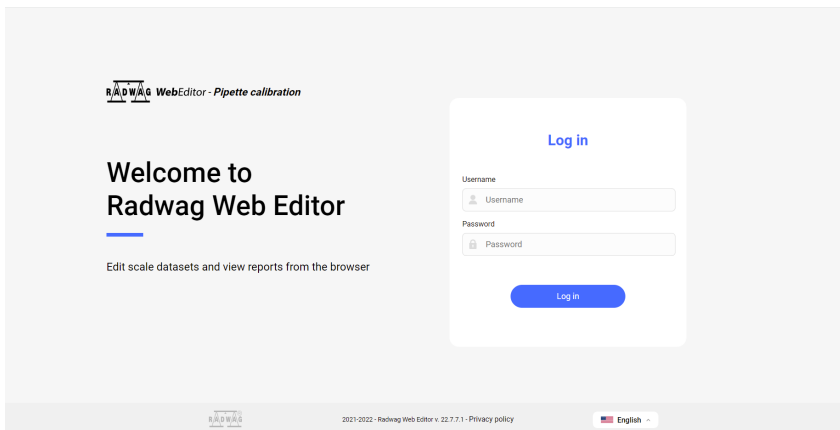 RADWAG WebEditor - Pipette calibration
Welcome to
Radwag Web Editor
Edit scale datasets and view reports from the browser
Log in
Username
Username
Password
Password
Log in
RADWAG
2021-2022 - Radwag Web Editor v. 22.7.7.1 - Privacy policy
English